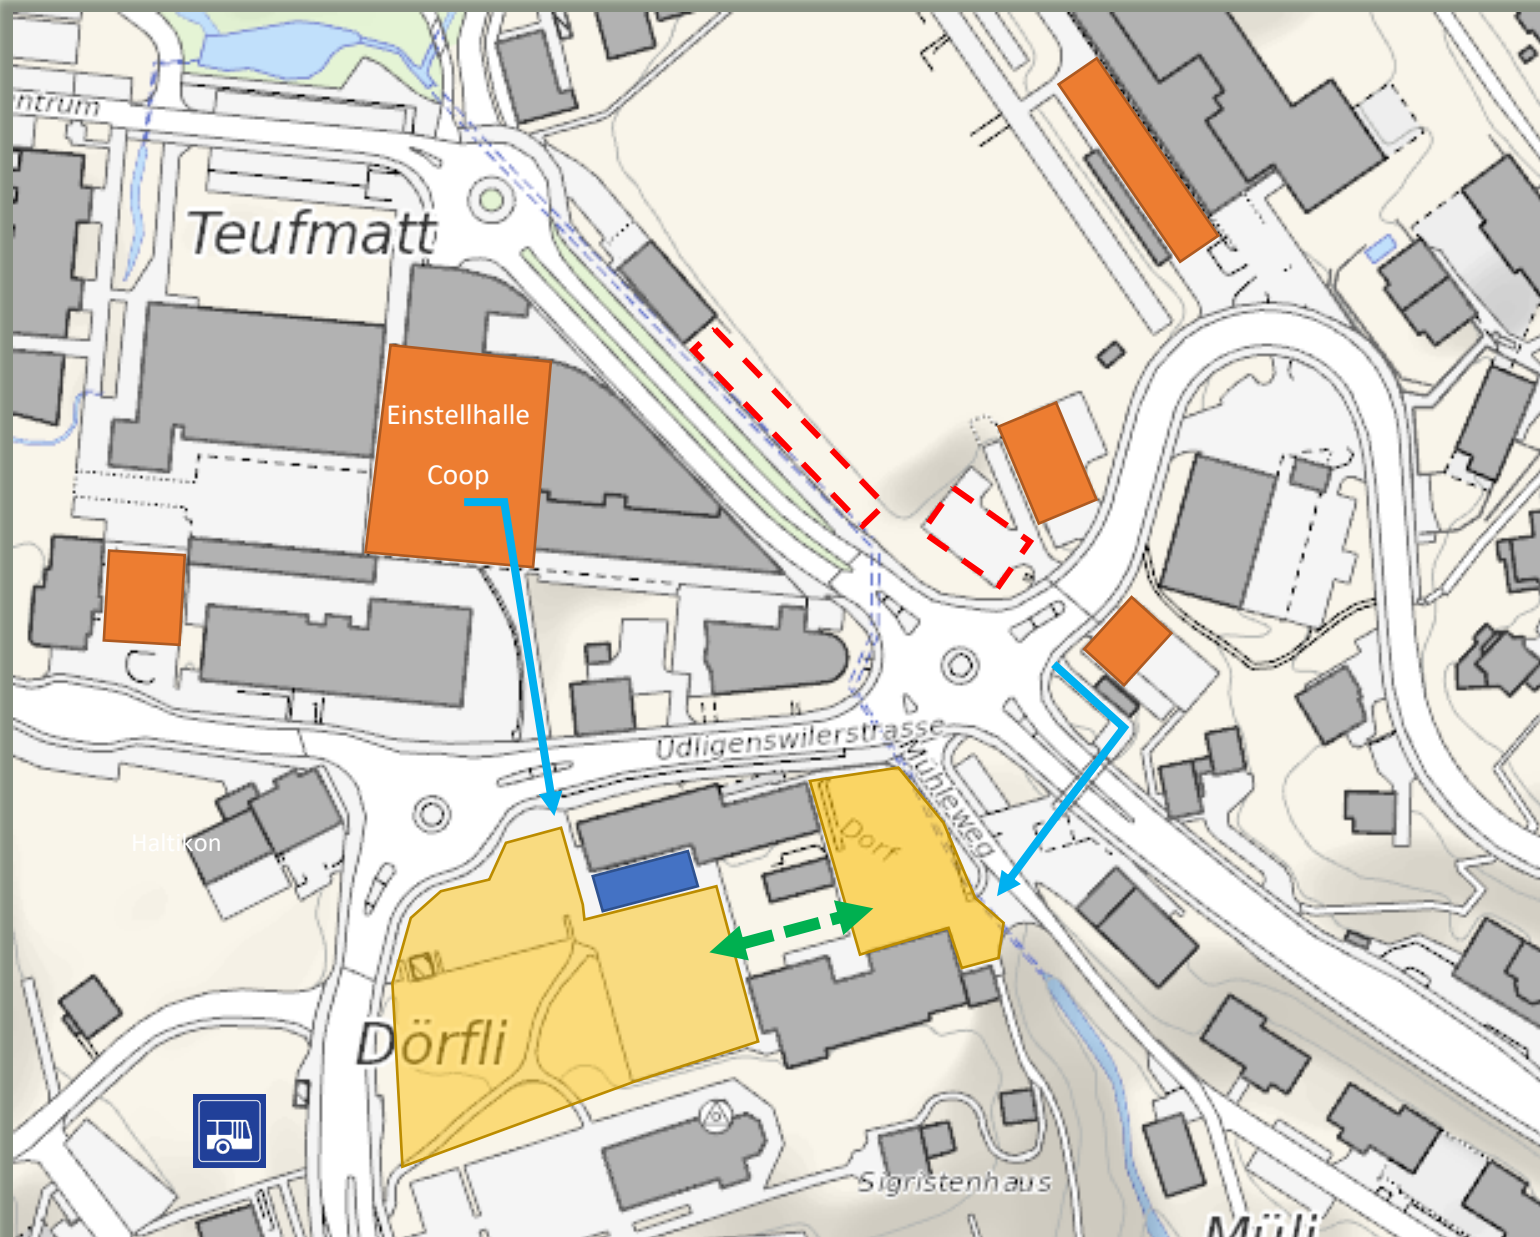 ntrum
Teufmatt
Einstellhalle
Coop
Udligenswilerstrasse
Mühleweg
Dorf
Haltikon
Dörfli
Sigristenhaus
Müli